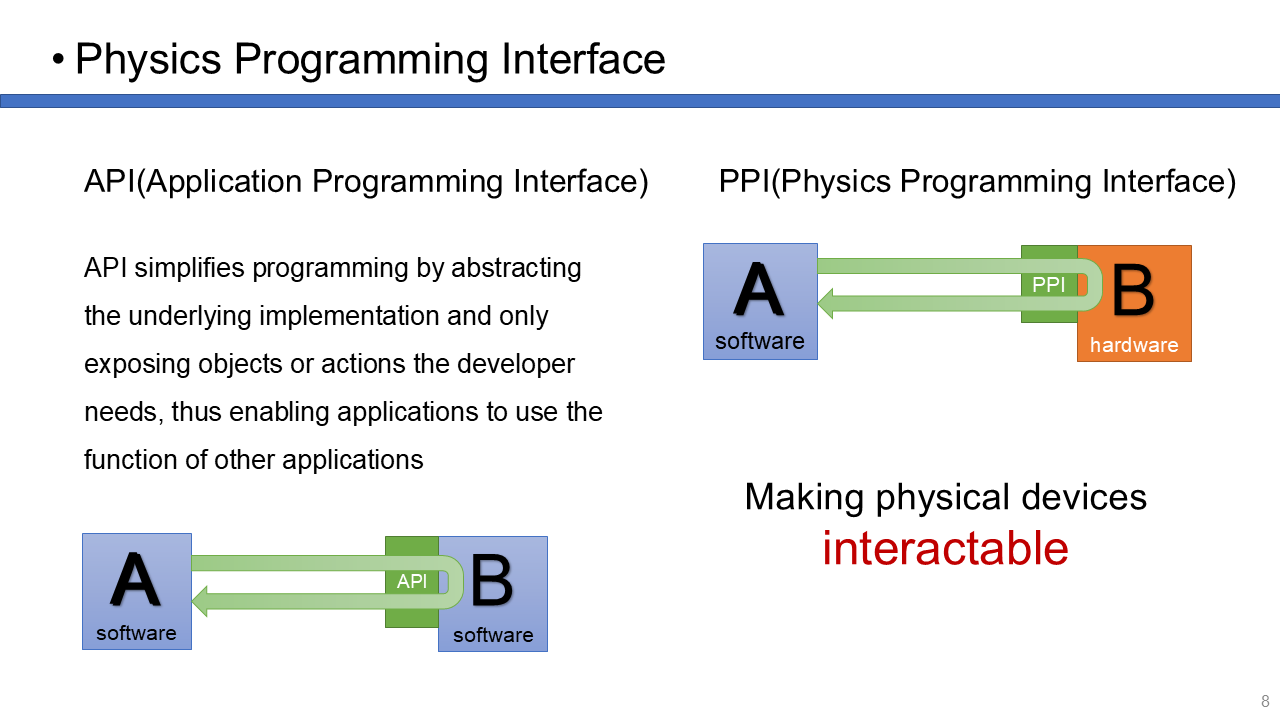 • Physics Programming Interface
API(Application Programming Interface)
API simplifies programming by abstracting
the underlying implementation and only
exposing objects or actions the developer
needs, thus enabling applications to use the
function of other applications
A
software
API
B
software
PPI(Physics Programming Interface)
A
software
PPI
B
hardware
Making physical devices
interactable
8